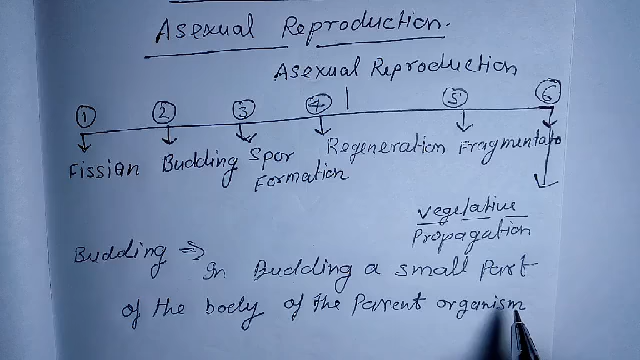 Asexual Reproduction.
Asexual Reproduction
1 2 3 4 5 6
Fissian Budding Spor Formation Regeneration Fragmentato
Vegetative Propagation
Budding ⇒
In Budding a small Part
of the body of the Parent organism